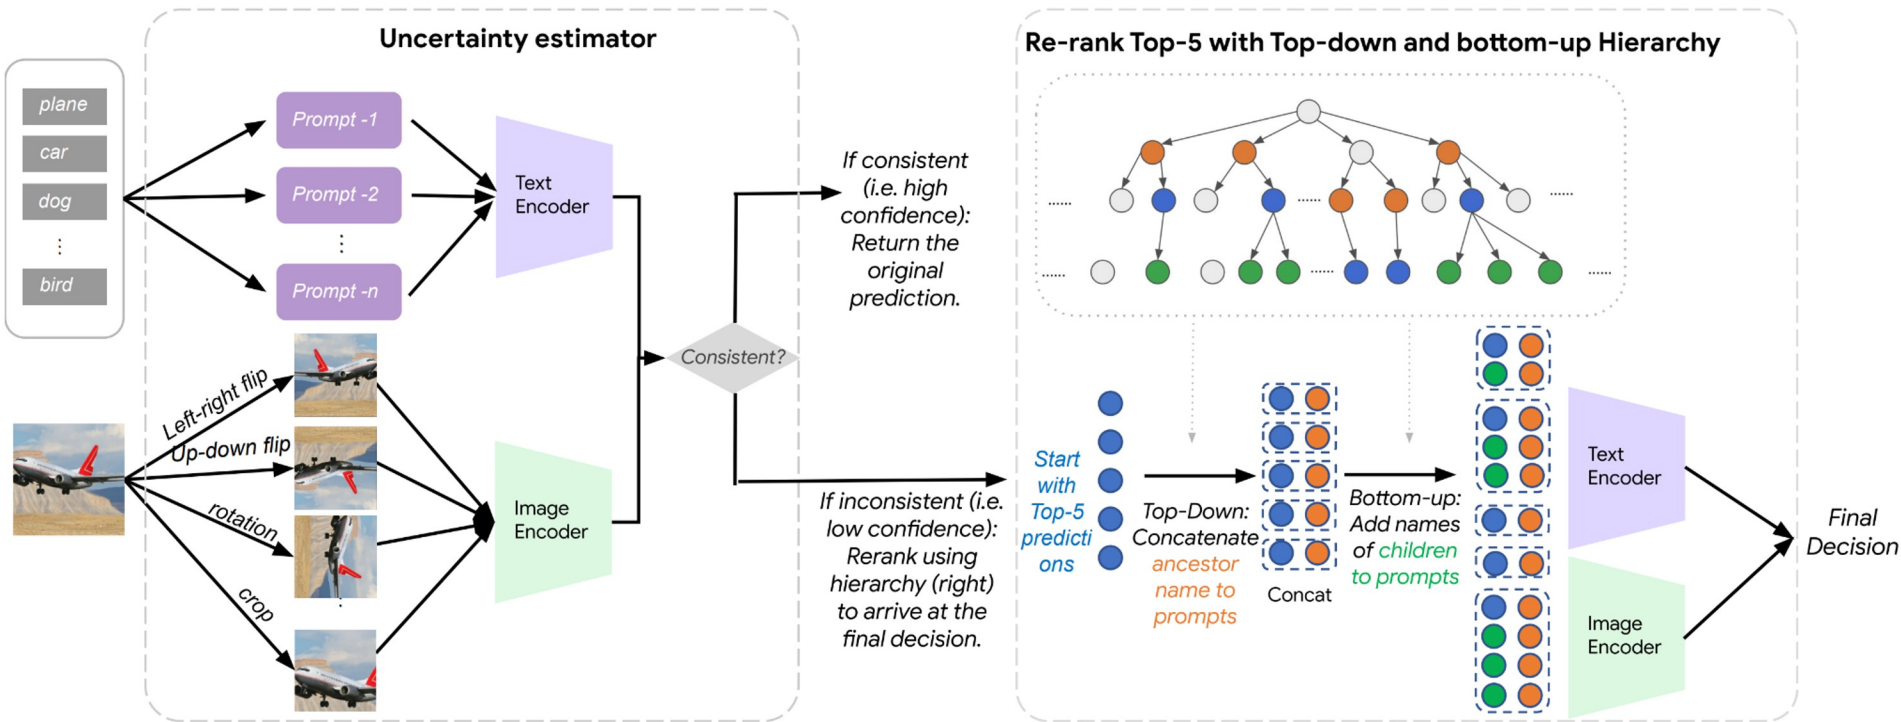 Uncertainty estimator
plane
car
dog
⋮
bird
Prompt -1
Prompt -2
⋮
Prompt -n
Text
Encoder
Left-right flip
Up-down flip
rotation
crop
Image
Encoder
Consistent?
If consistent
(i.e. high
confidence):
Return the
original
prediction.
If inconsistent (i.e.
low confidence):
Rerank using
hierarchy (right)
to arrive at the
final decision.
Re-rank Top-5 with Top-down and bottom-up Hierarchy
...... ...... ......
...... ...... ......
Start
with
Top-5
predicti
ons
Top-Down:
Concatenate
ancestor
name to
prompts
Concat
Bottom-up:
Add names
of children
to prompts
Text
Encoder
Image
Encoder
Final
Decision